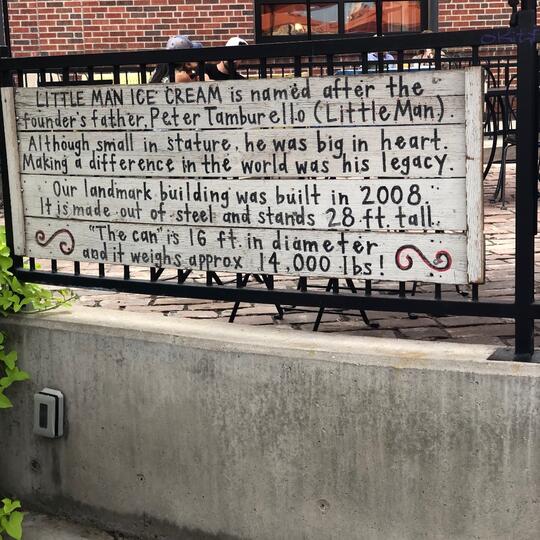 LITTLE MAN ICE CREAM is named after the
founder's father, Peter Tamburello (Little Man)
Although small in stature, he was big in heart.
Making a difference in the world was his legacy.
Our landmark building was built in 2008.
It is made out of steel and stands 28 ft. tall.
"The can" is 16 ft. in diameter
and it weighs approx. 14,000 lbs!